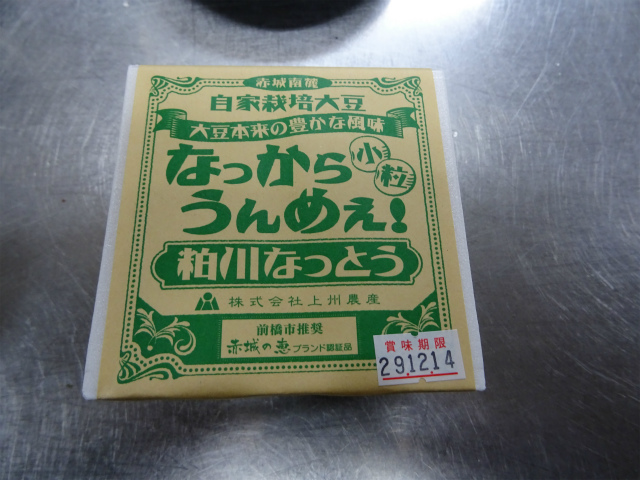 赤城南麓
自家栽培大豆
大豆本来の豊かな風味
なっから
小粒
うんめぇ!
粕川なっとう
株式会社上州農産
前橋市推奨
赤城の恵ブランド認証品
賞味期限
29.12.14